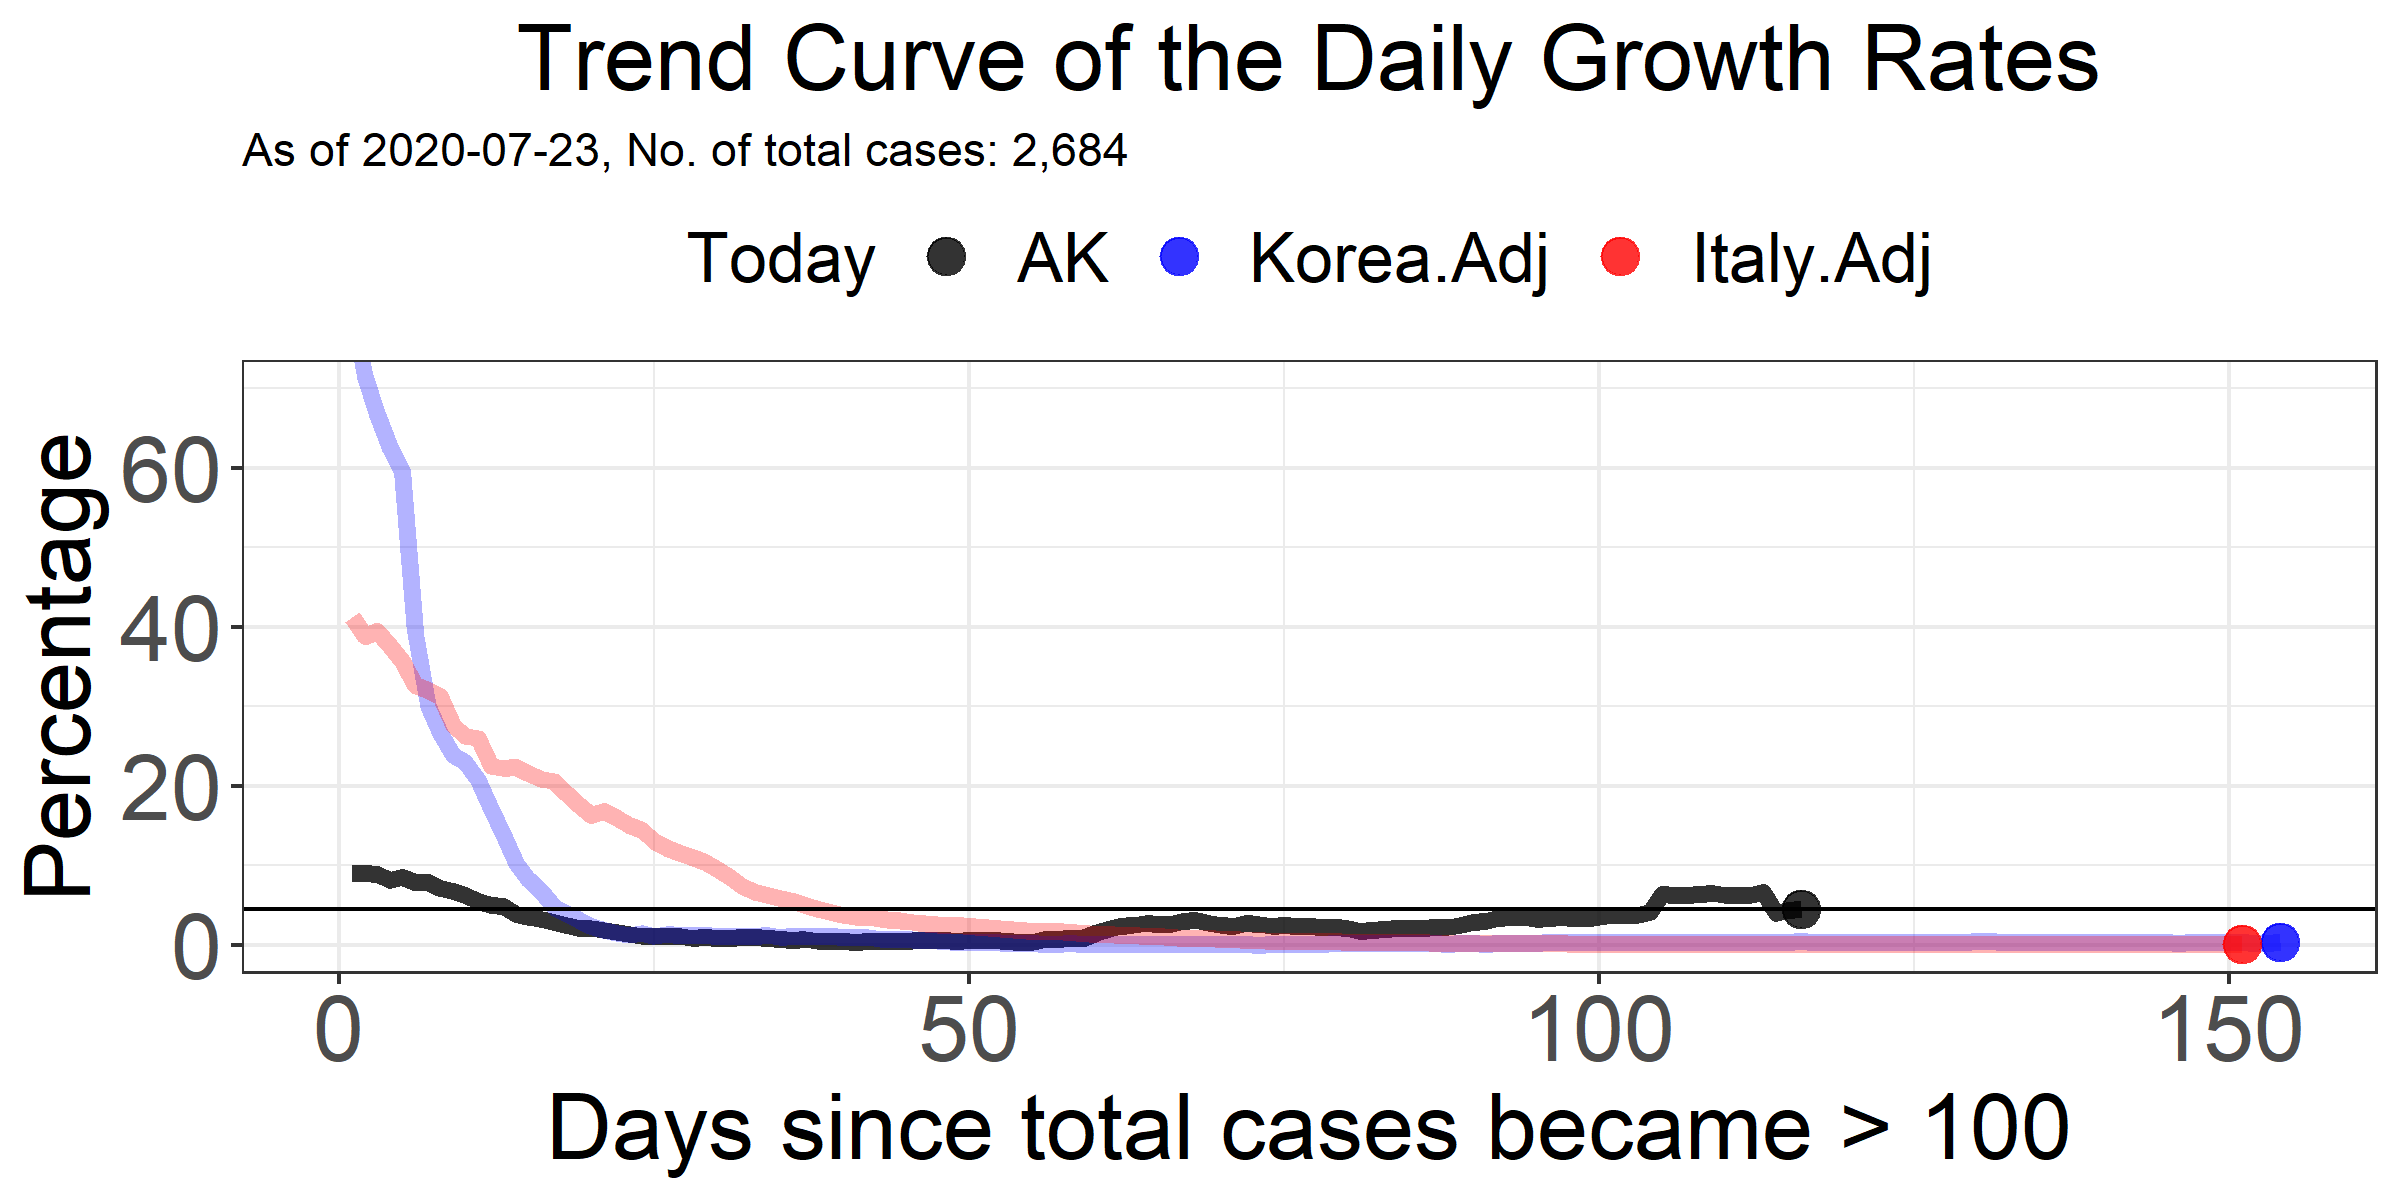 Trend Curve of the Daily Growth Rates
As of 2020-07-23, No. of total cases: 2,684
Today AK Korea.Adj Italy.Adj
Percentage
60
40
20
0
0 50 100 150
Days since total cases became > 100